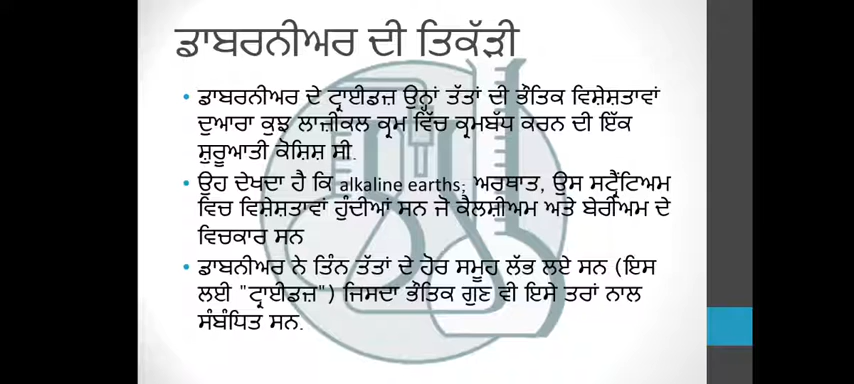 ਡਾਬਰਨੀਅਰ ਦੀ ਤਿਕੱੜੀ
• ਡਾਬਰਨੀਅਰ ਦੇ ਟ੍ਰਾਈਡਜ਼ ਉਨ੍ਹਾਂ ਤੱਤਾਂ ਦੀ ਭੌਤਿਕ ਵਿਸ਼ੇਸ਼ਤਾਵਾਂ
ਦੁਆਰਾ ਕੁਝ ਲਾਜ਼ੀਕਲ ਕ੍ਰਮ ਵਿੱਚ ਕ੍ਰਮਬੱਧ ਕਰਨ ਦੀ ਇੱਕ
ਸ਼ੁਰੂਆਤੀ ਕੋਸ਼ਿਸ਼ ਸੀ.
• ਉਹ ਦੇਖਦਾ ਹੈ ਕਿ alkaline earths; ਅਰਥਾਤ, ਉਸ ਸਟ੍ਰੋਂਟਿਅਮ
ਵਿਚ ਵਿਸ਼ੇਸ਼ਤਾਵਾਂ ਹੁੰਦੀਆਂ ਸਨ ਜੋ ਕੈਲਸ਼ੀਅਮ ਅਤੇ ਬੇਰੀਅਮ ਦੇ
ਵਿਚਕਾਰ ਸਨ
• ਡਾਬਨੀਅਰ ਨੇ ਤਿੰਨ ਤੱਤਾਂ ਦੇ ਹੋਰ ਸਮੂਹ ਲੱਭ ਲਏ ਸਨ (ਇਸ
ਲਈ "ਟ੍ਰਾਈਡਜ਼") ਜਿਸਦਾ ਭੌਤਿਕ ਗੁਣ ਵੀ ਇਸੇ ਤਰਾਂ ਨਾਲ
ਸੰਬੰਧਿਤ ਸਨ.